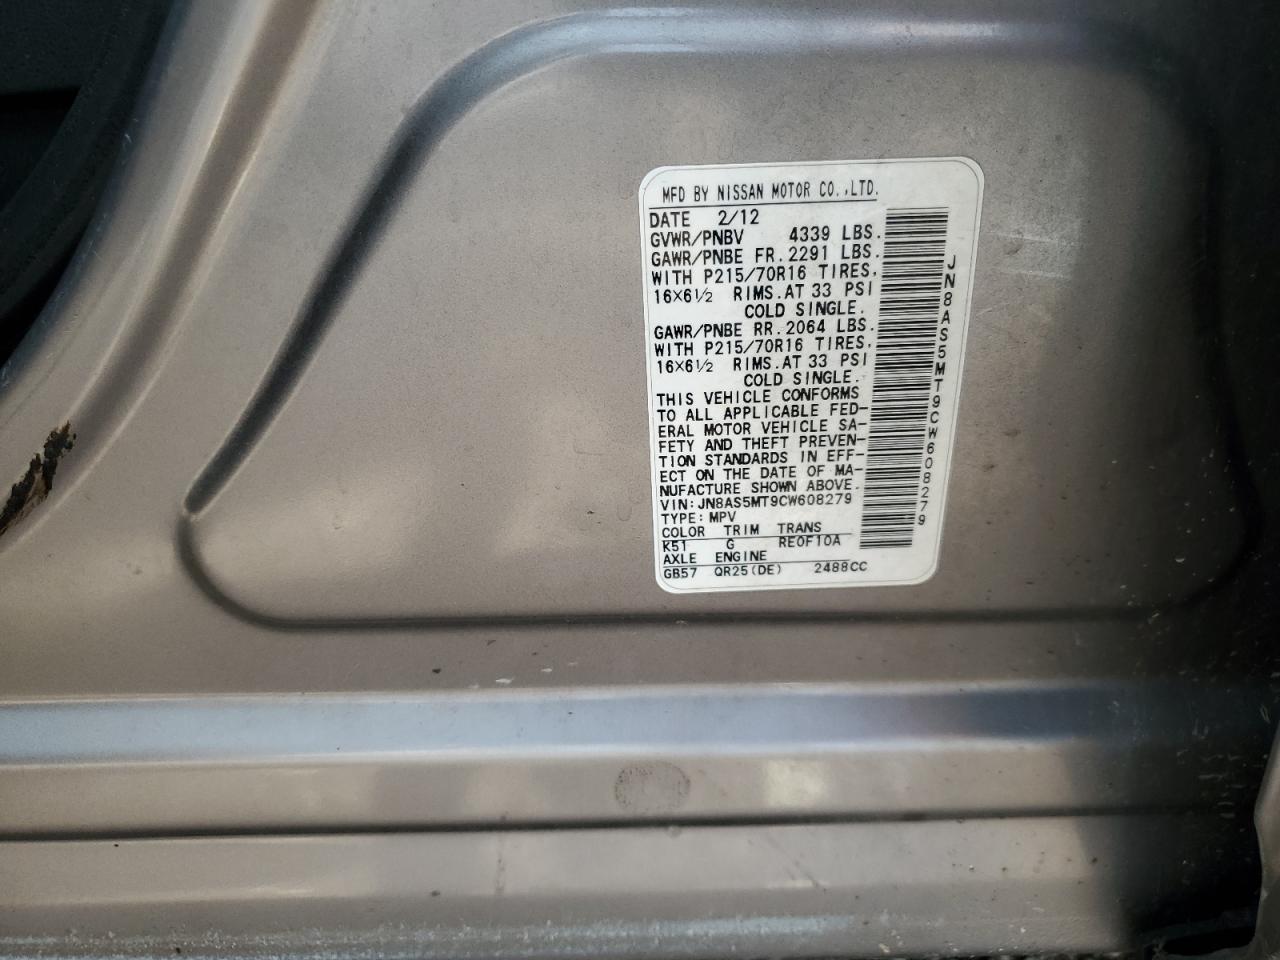 MFD BY NISSAN MOTOR CO.,LTD.
DATE 2/12
GVWR/PNBV 4339 LBS.
GAWR/PNBE FR.2291 LBS.
WITH P215/70R16 TIRES.
16×6½ RIMS.AT 33 PSI
COLD SINGLE.
GAWR/PNBE RR.2064 LBS.
WITH P215/70R16 TIRES.
16×6½ RIMS.AT 33 PSI
COLD SINGLE.
THIS VEHICLE CONFORMS
TO ALL APPLICABLE FED-
ERAL MOTOR VEHICLE SA-
FETY AND THEFT PREVEN-
TION STANDARDS IN EFF-
ECT ON THE DATE OF MA-
NUFACTURE SHOWN ABOVE.
VIN:JN8AS5MT9CW608279
TYPE:MPV
COLOR TRIM TRANS
K51 G RE0F10A
AXLE ENGINE
GB57 QR25(DE) 2488CC
JN8AS5MT9CW608279